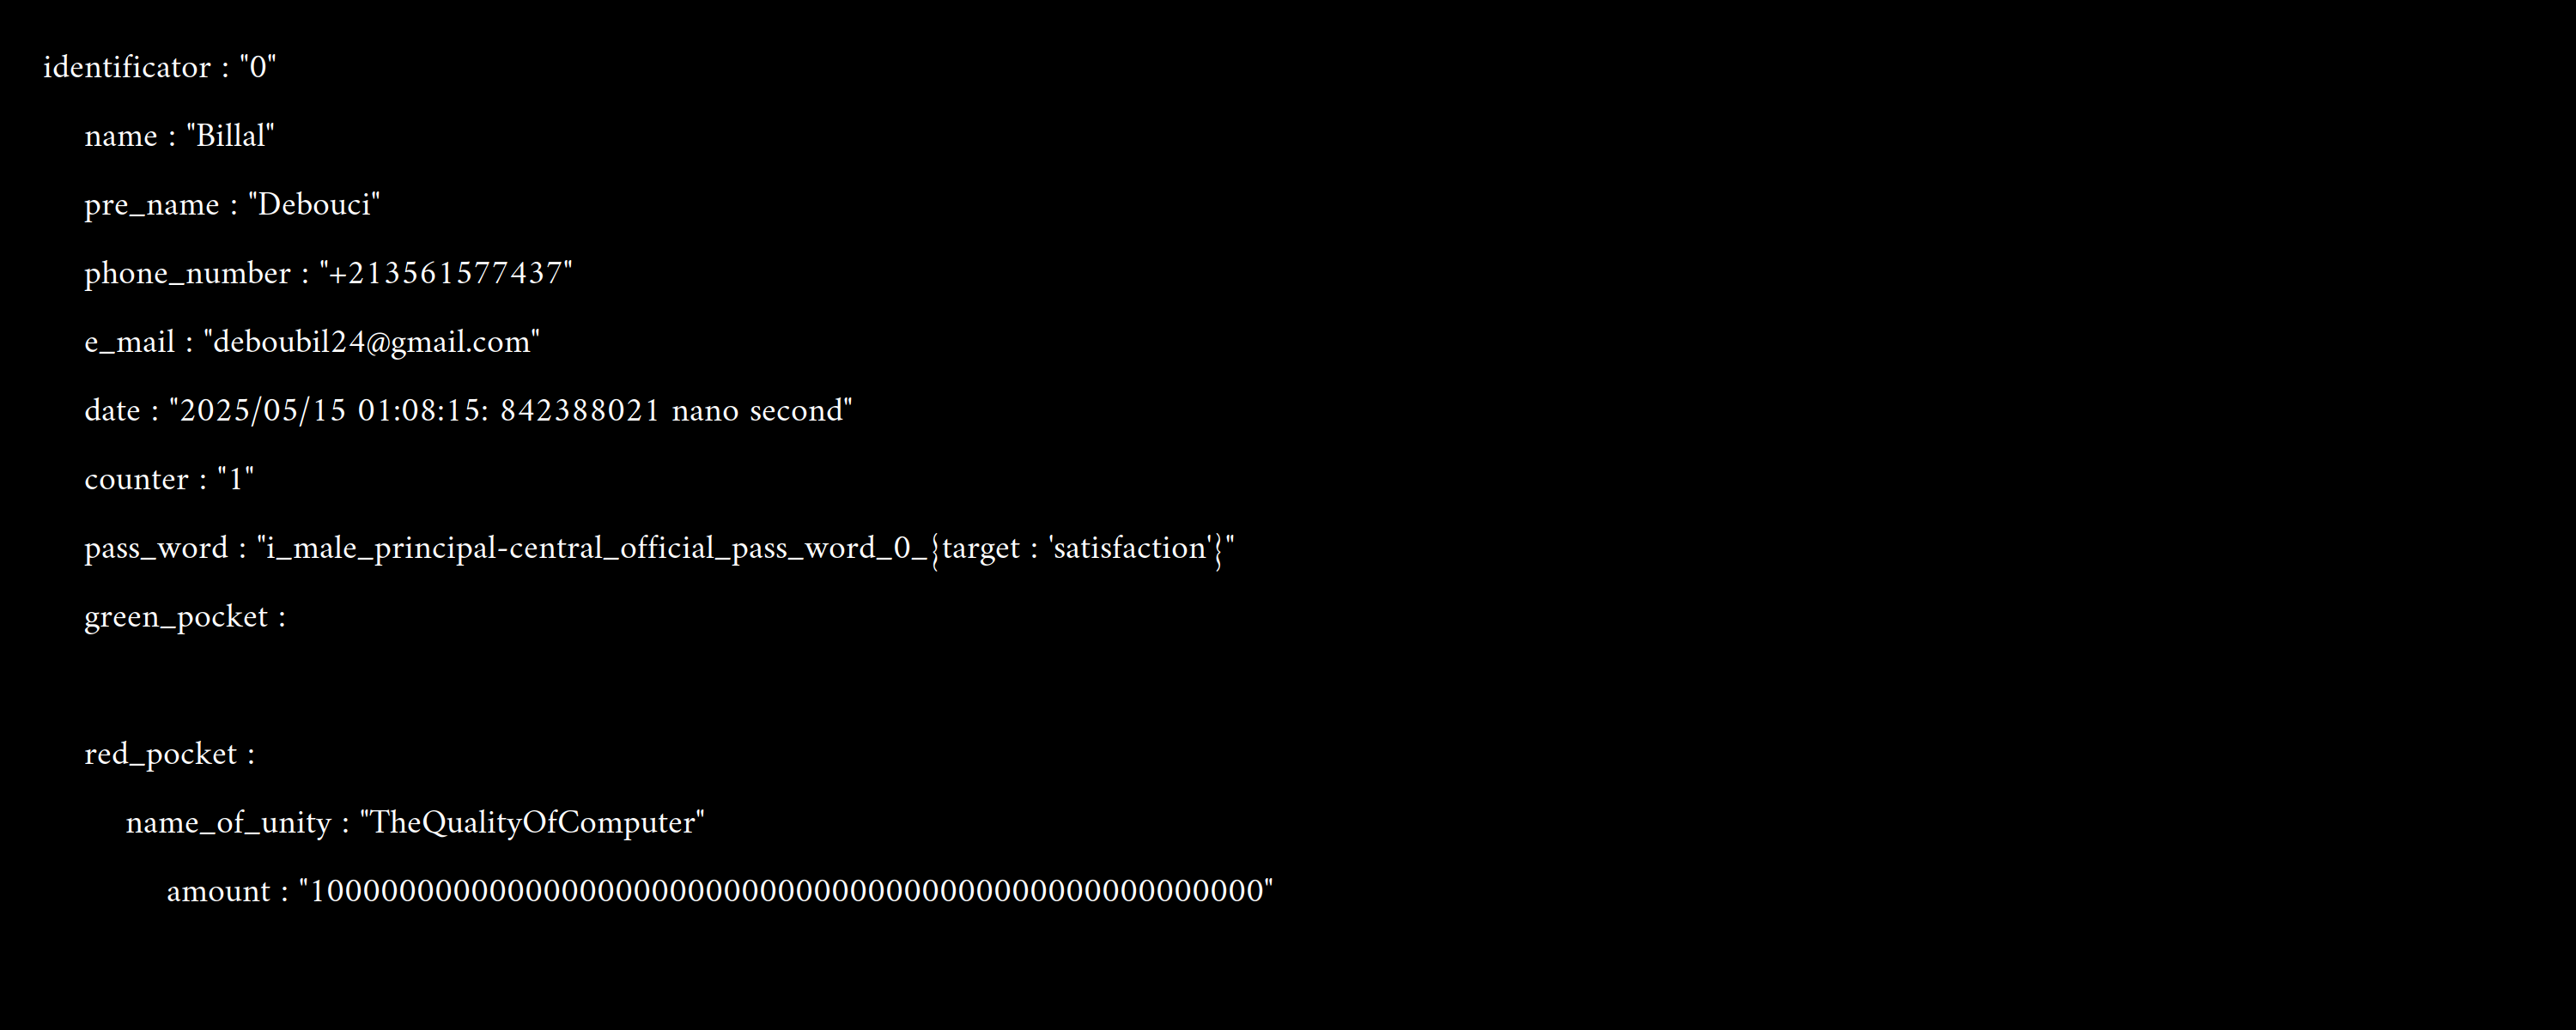 identificator : "0"
name : "Billal"
pre_name : "Debouci"
phone_number : "+213561577437"
e_mail : "deboubil24@gmail.com"
date : "2025/05/15 01:08:15: 842388021 nano second"
counter : "1"
pass_word : "i_male_principal-central_official_pass_word_0_{target : 'satisfaction'}"
green_pocket :
red_pocket :
name_of_unity : "TheQualityOfComputer"
amount : "10000000000000000000000000000000000000000000000000000"